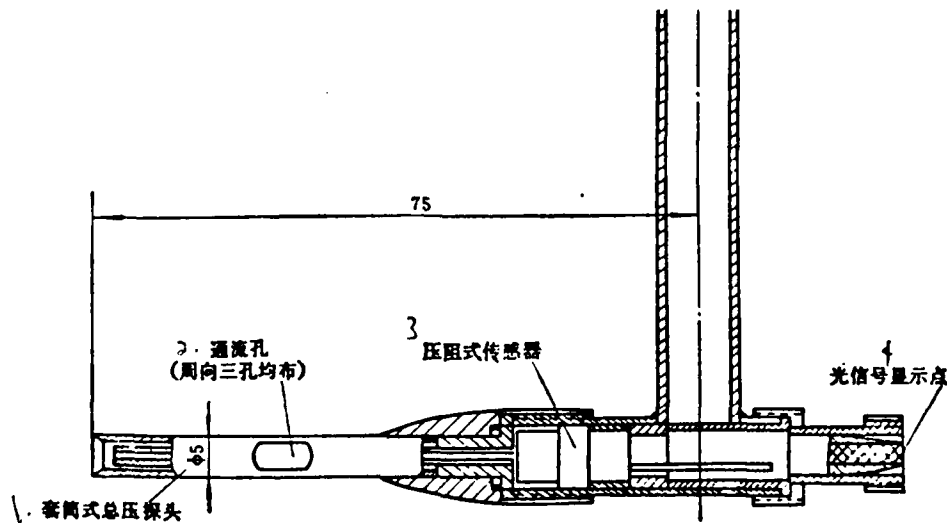 75
2. 通流孔
(周向三孔均布)
3
压阻式传感器
4
光信号显示点
ϕ5
1. 套筒式总压探头